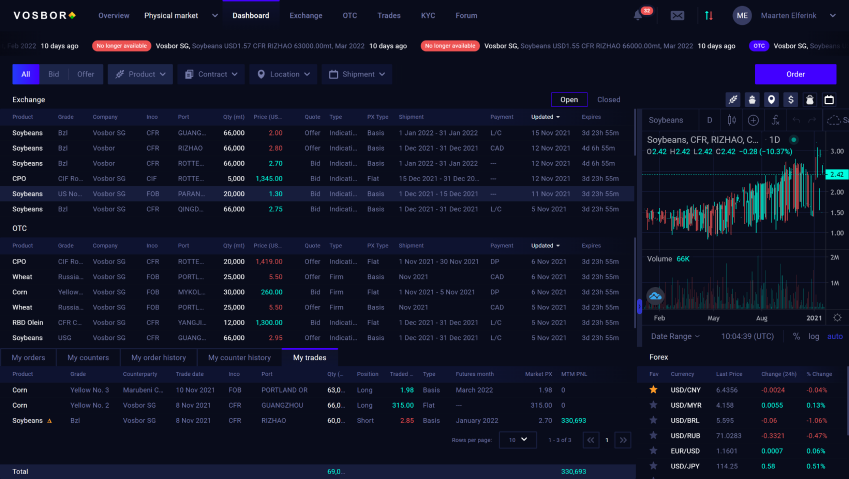 VOSBOR Overview Physical market Dashboard Exchange OTC Trades KYC Forum 32 ME Maarten Elferink
Feb 2022 10 days ago No longer available Vosbor SG, Soybeans USD1.57 CFR RIZHAO 63000.00mt, Mar 2022 10 days ago No longer available Vosbor SG, Soybeans USD1.55 CFR RIZHAO 66000.00mt, Mar 2022 10 days ago OTC Vosbor SG, Soybeans
All Bid Offer Product Contract Location Shipment Order
Exchange Open Closed
Product Grade Company Inco Port Qty (mt) Price (US... Quote Type PX Type Shipment Payment Updated Expires
Soybeans Bzl Vosbor SG CFR GUANG... 66,000 2.00 Offer Indicati... Basis 1 Jan 2022 - 31 Jan 2022 L/C 15 Nov 2021 3d 23h 55m
Soybeans Bzl Vosbor CFR RIZHAO 66,000 2.80 Offer Indicati... Basis 1 Dec 2021 - 31 Dec 2021 CAD 12 Nov 2021 4d 6h 55m
Soybeans Bzl Vosbor CFR ROTTE... 66,000 2.70 Bid Indicati... Basis 1 Jan 2022 - 31 Jan 2022 — 12 Nov 2021 4d 6h 55m
CPO CIF Ro... Vosbor SG CIF ROTTE... 5,000 1,345.00 Bid Indicati... Flat 15 Dec 2021 - 31 Dec 20... — 12 Nov 2021 3d 23h 55m
Soybeans US No... Vosbor SG FOB PARAN... 20,000 1.30 Bid Indicati... Basis 1 Dec 2021 - 15 Dec 2021 — 11 Nov 2021 3d 23h 55m
Soybeans Bzl Vosbor SG CFR QINGD... 66,000 2.75 Bid Indicati... Basis 1 Dec 2021 - 31 Dec 2021 L/C 5 Nov 2021 3d 23h 55m
OTC
Product Grade Company Inco Port Qty (mt) Price (US... Quote Type PX Type Shipment Payment Updated Expires
CPO CIF Ro... Vosbor SG CFR ROTTE... 20,000 1,419.00 Offer Indicati... Flat 1 Nov 2021 - 30 Nov 2021 DP 6 Nov 2021 3d 23h 55m
Wheat Russia... Vosbor SG FOB PORTL... 25,000 5.50 Offer Firm Basis Nov 2021 CAD 6 Nov 2021 3d 23h 55m
Corn Yellow... Vosbor SG FOB MYKOL... 30,000 260.00 Bid Indicati... Flat 1 Nov 2021 - 5 Nov 2021 DP 6 Nov 2021 3d 23h 55m
Wheat Russia... Vosbor SG FOB PORTL... 25,000 5.50 Offer Firm Basis Nov 2021 CAD 5 Nov 2021 3d 23h 55m
RBD Olein CFR C... Vosbor SG CFR YANGJI... 12,000 1,300.00 Bid Indicati... Flat 1 Dec 2021 - 31 Dec 2021 L/C 5 Nov 2021 3d 23h 55m
Soybeans USG Vosbor SG CFR GUANG... 66,000 2.95 Offer Indicati... Basis 1 Dec 2021 - 31 Dec 2021 L/C 5 Nov 2021 3d 23h 55m
My orders My counters My order history My counter history My trades
Product Grade Counterparty Trade date Inco Port Qty (... Position Traded ... Type Futures month Market PX MTM PNL
Corn Yellow No. 3 Marubeni C... 10 Nov 2021 FOB PORTLAND OR 63,0... Long 1.98 Basis March 2022 1.98 0
Corn Yellow No. 2 Vosbor SG 8 Nov 2021 CFR GUANGZHOU 66,0... Long 315.00 Flat — 315.00 0
Soybeans Bzl Vosbor SG 8 Nov 2021 CFR RIZHAO 60,0... Short 2.85 Basis January 2022 2.70 330,693
Rows per page: 10 1 - 3 of 3 1
Total 69,0... 330,693
$
Soybeans D fx Sa
Soybeans, CFR, RIZHAO, C... · 1D
O2.42 H2.42 L2.42 C2.42 −0.28 (−10.37%)
3.00
2.42
2.00
1.50
1.00
Volume 66K
2M
1M
Feb May Aug 2021
Date Range 10:04:39 (UTC) % log auto
Forex
Fav Currency Last Price Change (24h) % Change
USD/CNY 6.4356 -0.0024 -0.04%
USD/MYR 4.158 0.0055 0.13%
USD/BRL 5.595 -0.06 -1.06%
USD/RUB 71.0283 -0.3321 -0.47%
EUR/USD 1.1601 0.0007 0.06%
USD/JPY 114.25 0.58 0.51%